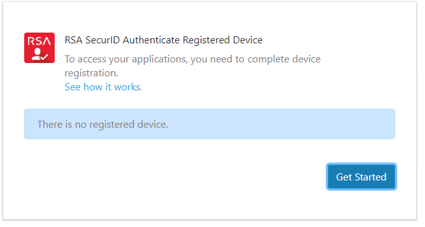 RSA
RSA SecurID Authenticate Registered Device
To access your applications, you need to complete device
registration.
See how it works.
There is no registered device.
Get Started